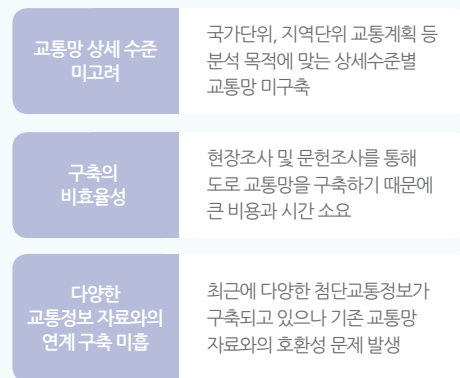 교통망 상세 수준
미고려
국가단위, 지역단위 교통계획 등
분석 목적에 맞는 상세수준별
교통망 미구축
구축의
비효율성
현장조사 및 문헌조사를 통해
도로 교통망을 구축하기 때문에
큰 비용과 시간 소요
다양한
교통정보 자료와의
연계 구축 미흡
최근에 다양한 첨단교통정보가
구축되고 있으나 기존 교통망
자료와의 호환성 문제 발생